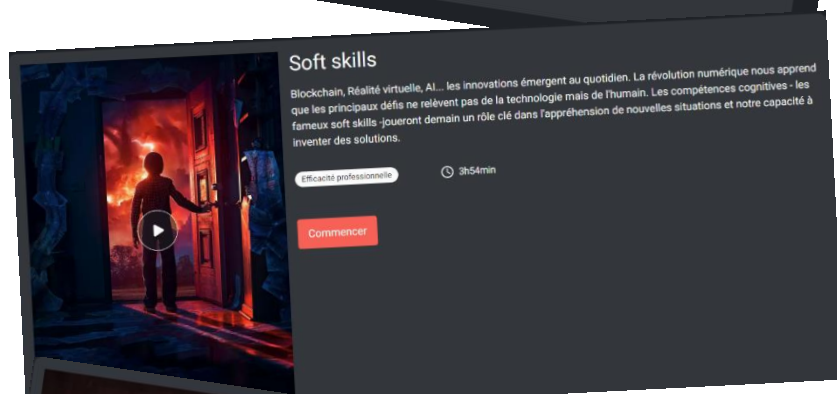 Soft skills
Blockchain, Réalité virtuelle, AI... les innovations émergent au quotidien. La révolution numérique nous apprend
que les principaux défis ne relèvent pas de la technologie mais de l'humain. Les compétences cognitives - les
fameux soft skills -joueront demain un rôle clé dans l'appréhension de nouvelles situations et notre capacité à
inventer des solutions.
Efficacité professionnelle
3h54min
Commencer